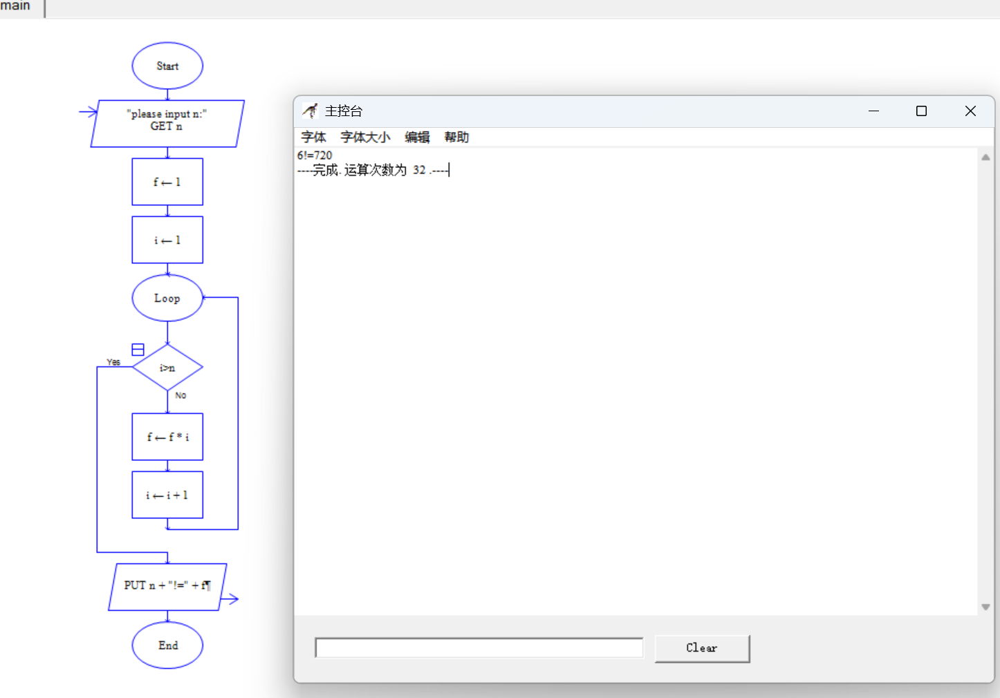 main
Start
"please input n:"
GET n
f ← 1
i ← 1
Loop
Yes
i>n
No
f ← f * i
i ← i + 1
PUT n + "!=" + f¶
End
主控台
字体 字体大小 编辑 帮助
6!=720
----完成. 运算次数为 32 .----
Clear